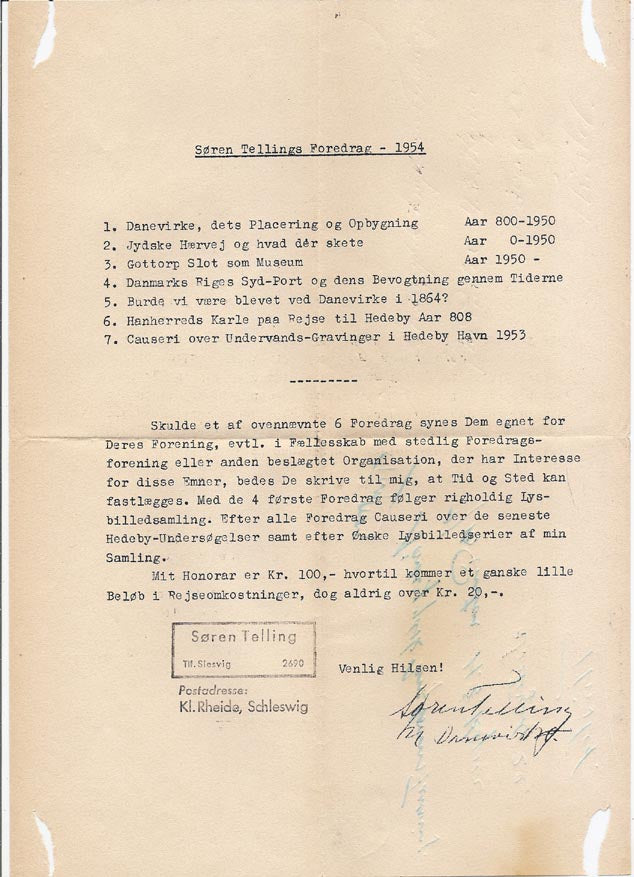 Søren Tellings Foredrag - 1954
1. Danevirke, dets Placering og Opbygning Aar 800-1950
2. Jydske Hærvej og hvad dér skete Aar 0-1950
3. Gottorp Slot som Museum Aar 1950 -
4. Danmarks Riges Syd-Port og dens Bevogtning gennem Tiderne
5. Burde vi være blevet ved Danevirke i 1864?
6. Hanherreds Karle paa Rejse til Hedeby Aar 808
7. Causeri over Undervands-Gravinger i Hedeby Havn 1953
---------
Skulde et af ovennævnte 6 Foredrag synes Dem egnet for
Deres Forening, evtl. i Fællesskab med stedlig Foredrags-
forening eller anden beslægtet Organisation, der har Interesse
for disse Emner, bedes De skrive til mig, at Tid og Sted kan
fastlægges. Med de 4 første Foredrag følger righoldig Lys-
billedsamling. Efter alle Foredrag Causeri over de seneste
Hedeby-Undersøgelser samt efter Ønske Lysbilledserier af min
Samling.
Mit Honorar er Kr. 100,- hvortil kommer et ganske lille
Beløb i Rejseomkostninger, dog aldrig over Kr. 20,-.
Søren Telling
Tlf. Slesvig 2690
Postadresse:
Kl. Rheide, Schleswig
Venlig Hilsen!
Søren Telling